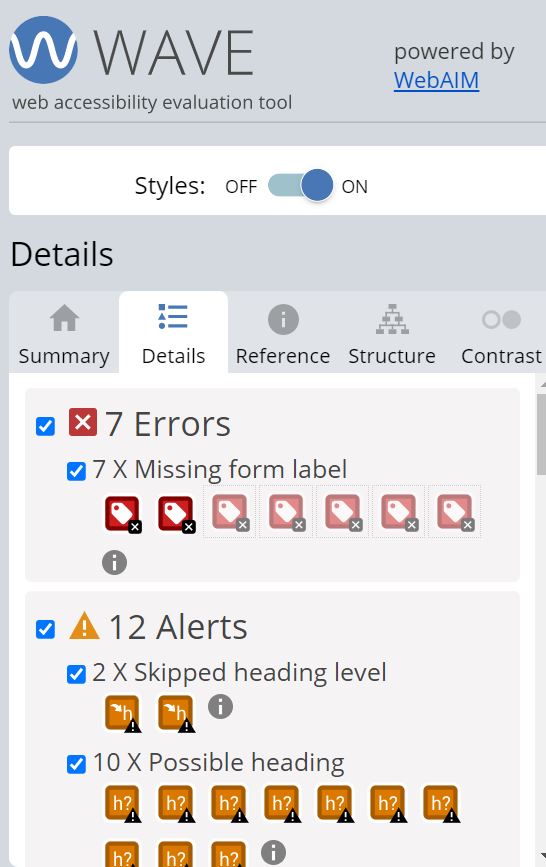 WAVE
powered by
WebAIM
web accessibility evaluation tool
Styles: OFF ON
Details
Summary Details Reference Structure Contrast
7 Errors
7 X Missing form label
12 Alerts
2 X Skipped heading level
h h
10 X Possible heading
h? h? h? h? h? h? h?
h? h? h?